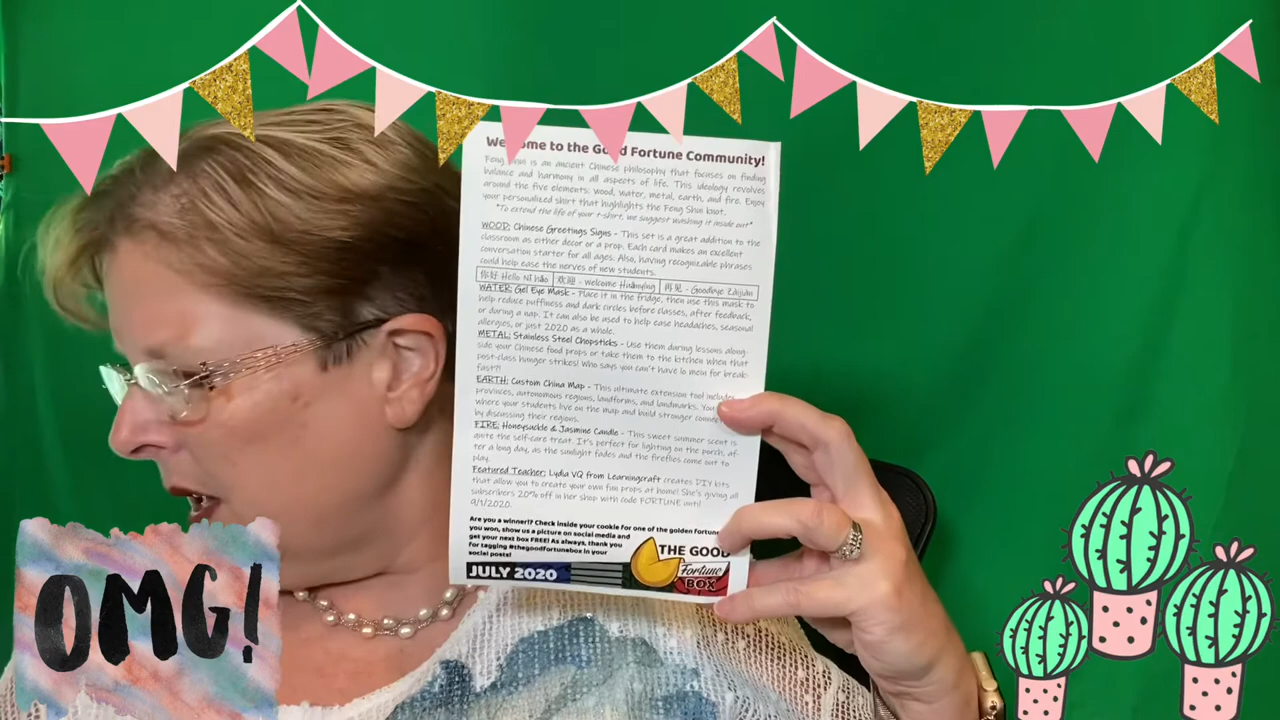 Welcome to the Good Fortune Community!
Feng Shui is an ancient Chinese philosophy that focuses on finding
balance and harmony in all aspects of life. This ideology revolves
around the five elements: wood, water, metal, earth, and fire. Enjoy
your personalized shirt that highlights the Feng Shui knot.
*To extend the life of your t-shirt, we suggest washing it inside out*
WOOD: Chinese Greetings Signs - This set is a great addition to the
classroom as either decor or a prop. Each card makes an excellent
conversation starter for all ages. Also, having recognizable phrases
could help ease the nerves of new students.
你好 Hello Nǐ hǎo 欢迎 - Welcome Huānyíng 再见 - Goodbye Zàijiàn
WATER: Gel Eye Mask - Place it in the fridge, then use this mask to
help reduce puffiness and dark circles before classes, after feedback,
or during a nap. It can also be used to help ease headaches, seasonal
allergies, or just 2020 as a whole.
METAL: Stainless Steel Chopsticks - Use them during lessons along-
side your Chinese food props or take them to the kitchen when that
post-class hunger strikes! Who says you can't have lo mein for break-
fast?!
EARTH: Custom China Map - This ultimate extension tool includes
provinces, autonomous regions, landforms, and landmarks. You
where your students live on the map and build stronger
by discussing their regions.
FIRE: Honeysuckle & Jasmine Candle - This sweet summer scent is
quite the self-care treat. It's perfect for lighting on the porch, af-
ter a long day, as the sunlight fades and the fireflies come out to
play.
Featured Teacher: Lydia VQ from Learningcraft creates DIY kits
that allow you to create your own fun props at home! She's giving all
subscribers 20% off in her shop with code FORTUNE until
9/1/2020.
Are you a winner!? Check inside your cookie for one of the golden fortune
you won, show us a picture on social media and
get your next box FREE! As always, thank you
for tagging #thegoodfortunebox in your
social posts!
THE GOOD
Fortune
BOX
JULY 2020
OMG!